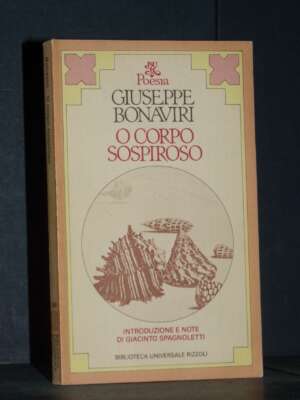 BUR
Poesia
GIUSEPPE
BONAVIRI
O CORPO
SOSPIROSO
INTRODUZIONE E NOTE
DI GIACINTO SPAGNOLETTI
BIBLIOTECA UNIVERSALE RIZZOLI